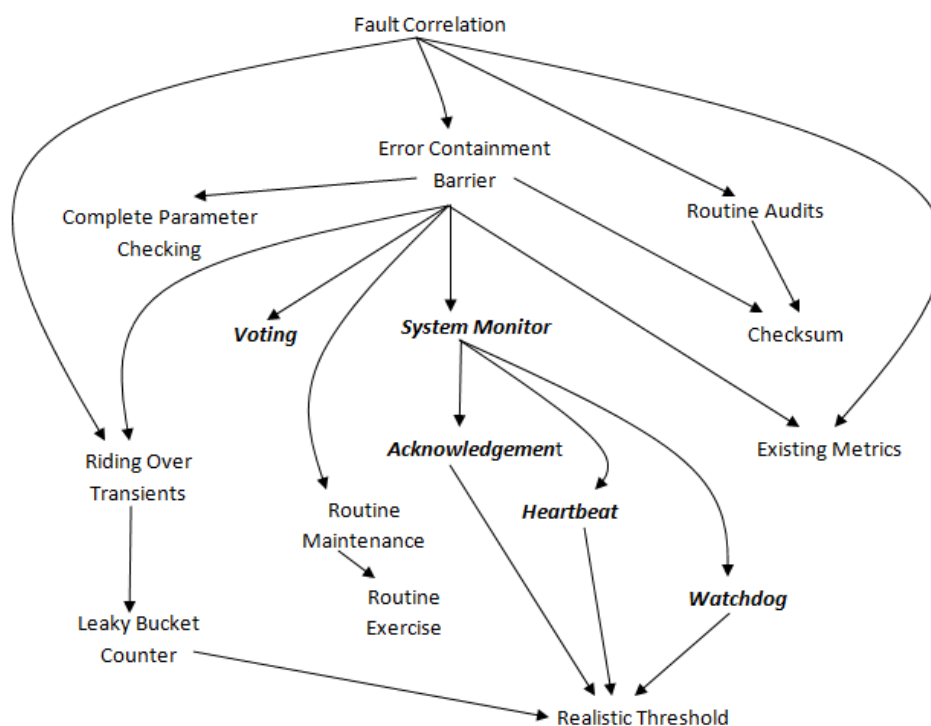 Fault Correlation
Error Containment
Barrier
Complete Parameter
Checking
Routine Audits
Voting
System Monitor
Checksum
Acknowledgement
Existing Metrics
Riding Over
Transients
Routine
Maintenance
Heartbeat
Routine
Exercise
Watchdog
Leaky Bucket
Counter
Realistic Threshold